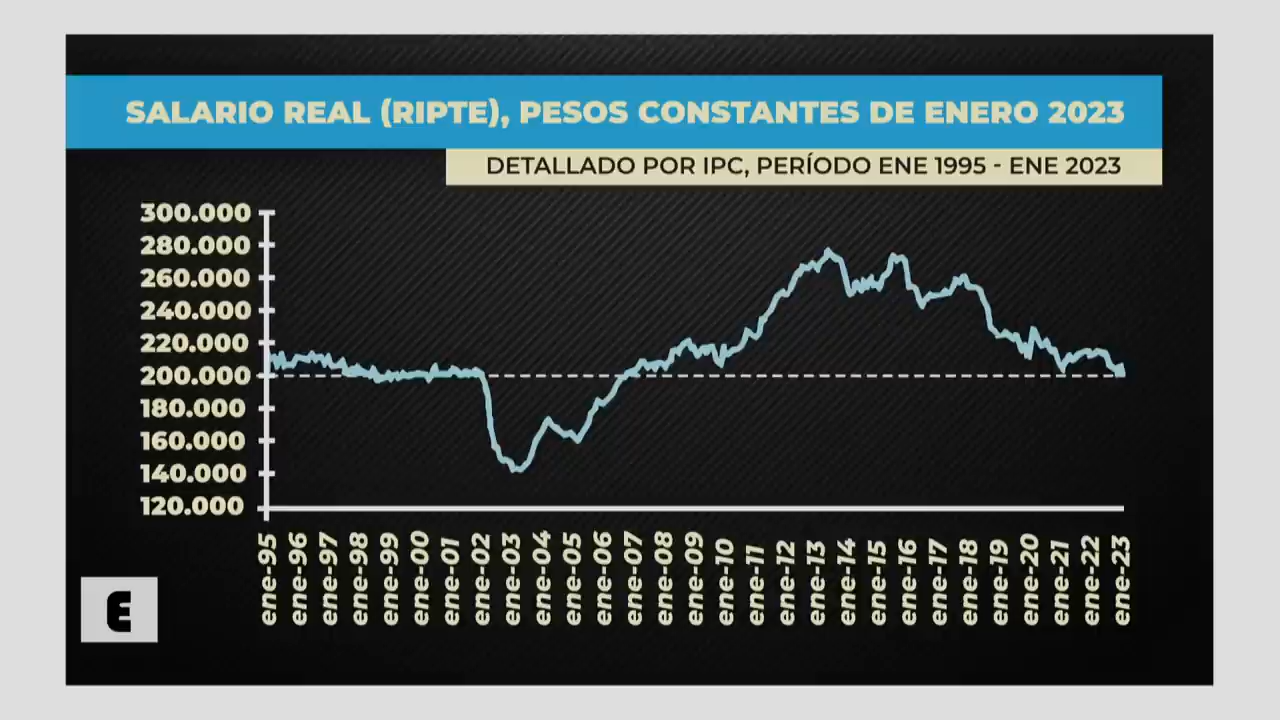 SALARIO REAL (RIPTE), PESOS CONSTANTES DE ENERO 2023
DETALLADO POR IPC, PERÍODO ENE 1995 - ENE 2023
300.000
280.000
260.000
240.000
220.000
200.000
180.000
160.000
140.000
120.000
ene-95
ene-96
ene-97
ene-98
ene-99
ene-00
ene-01
ene-02
ene-03
ene-04
ene-05
ene-06
ene-07
ene-08
ene-09
ene-10
ene-11
ene-12
ene-13
ene-14
ene-15
ene-16
ene-17
ene-18
ene-19
ene-20
ene-21
ene-22
ene-23
E